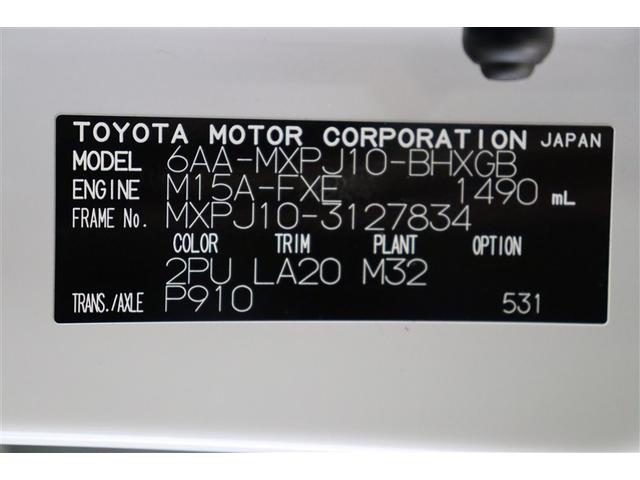 TOYOTA MOTOR CORPORATION JAPAN
MODEL 6AA-MXPJ10-BHXGB
ENGINE M15A-FXE 1490 mL
FRAME No. MXPJ10-3127834
COLOR TRIM PLANT OPTION
2PU LA20 M32
TRANS./AXLE P910 531